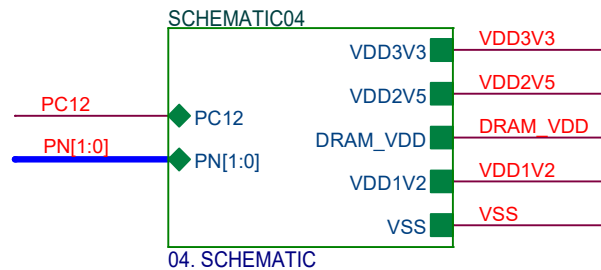 SCHEMATIC04
VDD3V3 VDD3V3
VDD2V5 VDD2V5
PC12 PC12
DRAM_VDD DRAM_VDD
PN[1:0] PN[1:0]
VDD1V2 VDD1V2
VSS VSS
04. SCHEMATIC